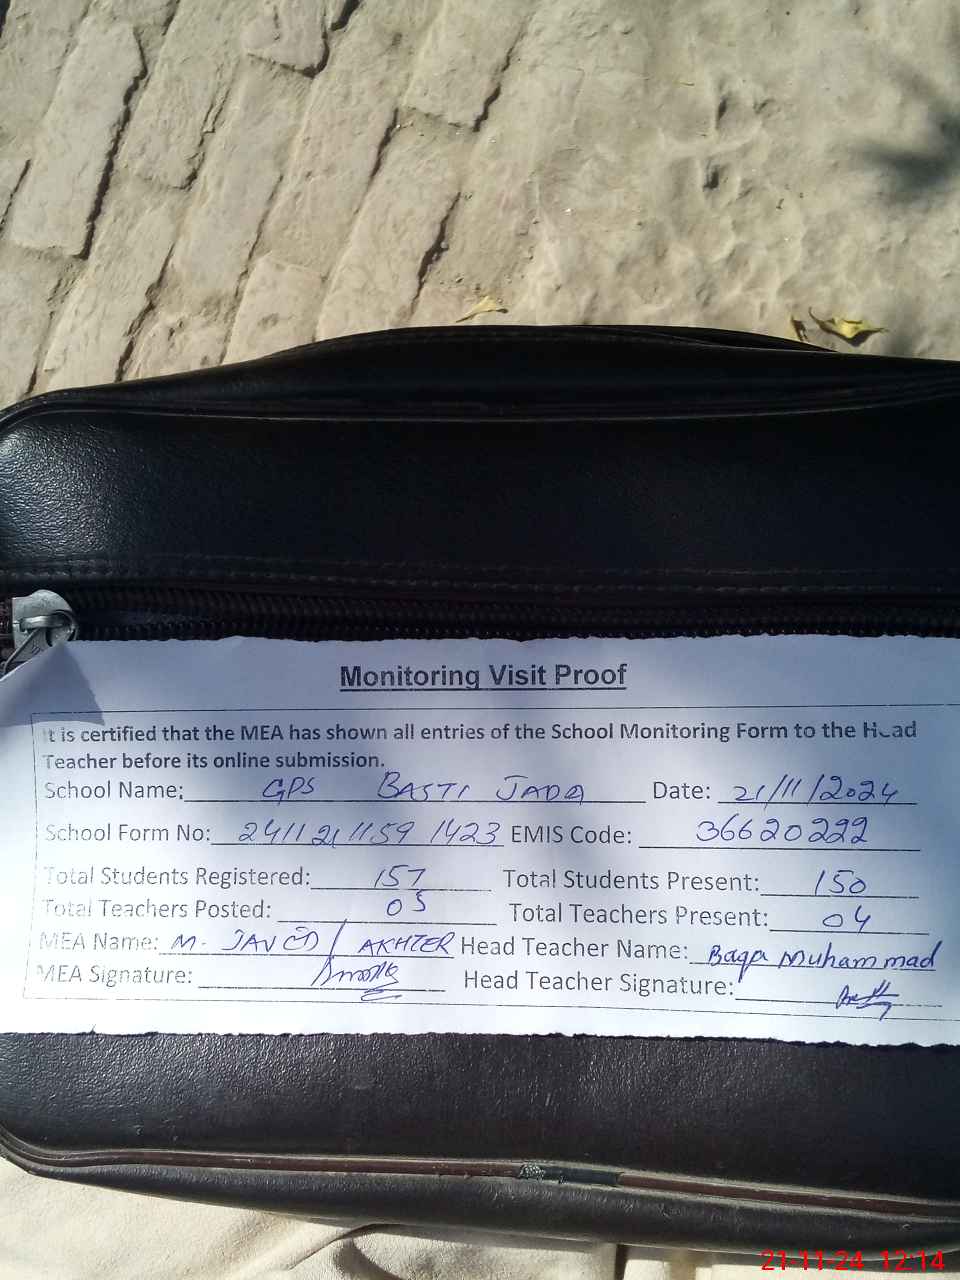 Monitoring Visit Proof
It is certified that the MEA has shown all entries of the School Monitoring Form to the Head
Teacher before its online submission.
School Name: GPS BASTI JADA Date: 21/11/2024
School Form No: 2411211159 1423 EMIS Code: 36620222
Total Students Registered: 157 Total Students Present: 150
Total Teachers Posted: 05 Total Teachers Present: 04
MEA Name: M. JAVED AKHTER Head Teacher Name: Baqa Muhammad
MEA Signature: Head Teacher Signature:
21-11-24 12:14